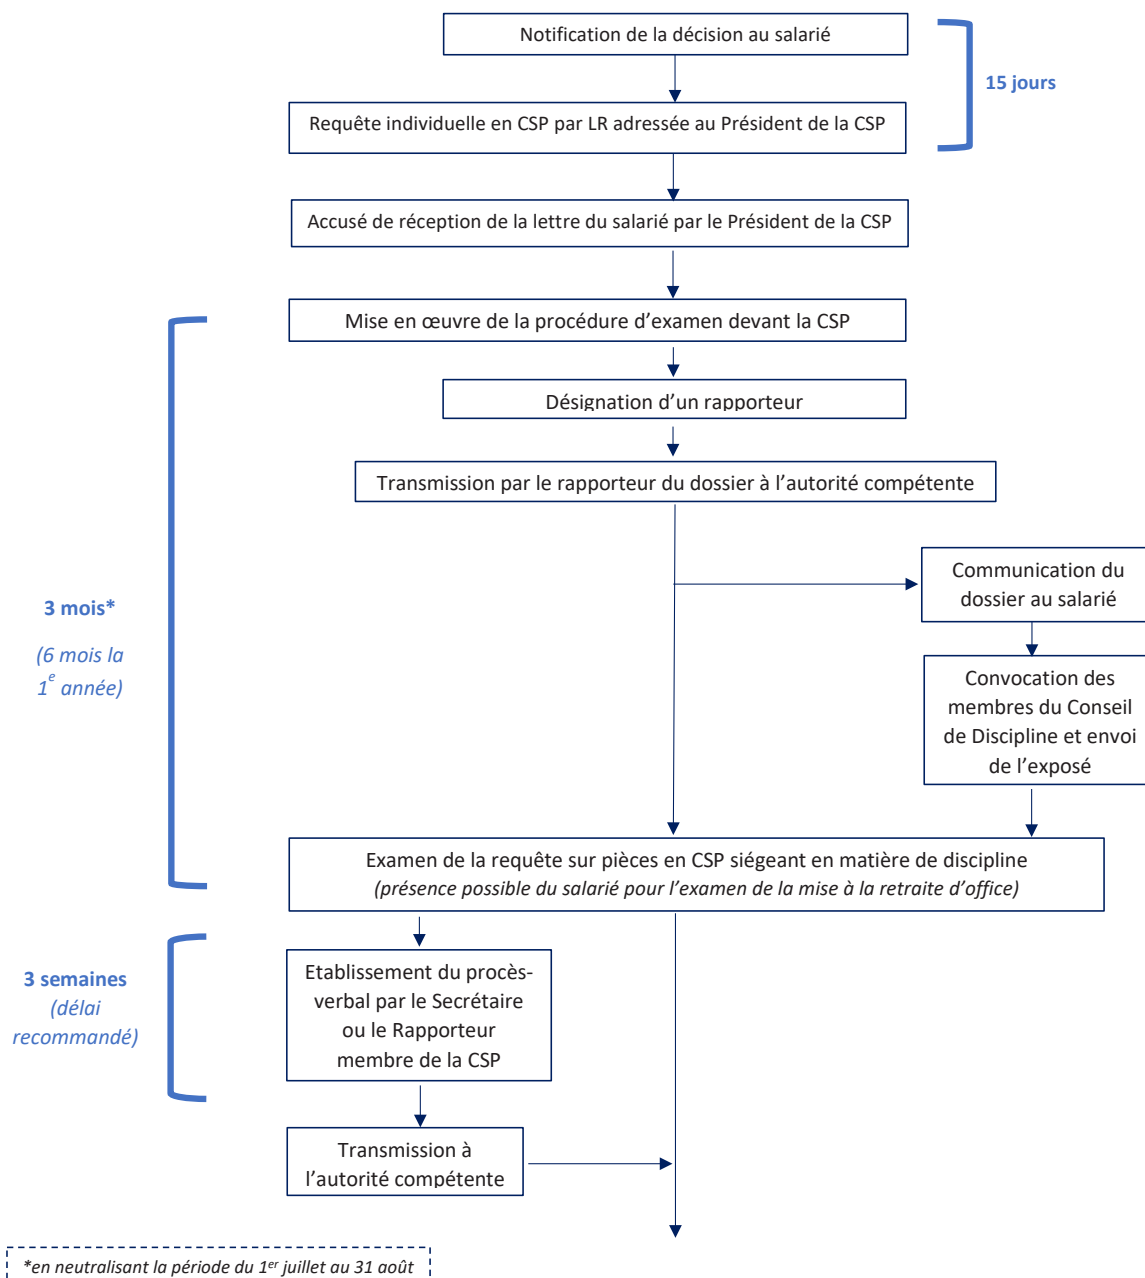 Notification de la décision au salarié
15 jours
Requête individuelle en CSP par LR adressée au Président de la CSP
Accusé de réception de la lettre du salarié par le Président de la CSP
Mise en œuvre de la procédure d’examen devant la CSP
Désignation d’un rapporteur
Transmission par le rapporteur du dossier à l’autorité compétente
Communication du
dossier au salarié
3 mois*
(6 mois la
1e année)
Convocation des
membres du Conseil
de Discipline et envoi
de l’exposé
Examen de la requête sur pièces en CSP siégeant en matière de discipline
(présence possible du salarié pour l’examen de la mise à la retraite d’office)
3 semaines
(délai
recommandé)
Etablissement du procès-
verbal par le Secrétaire
ou le Rapporteur
membre de la CSP
Transmission à
l’autorité compétente
*en neutralisant la période du 1er juillet au 31 août